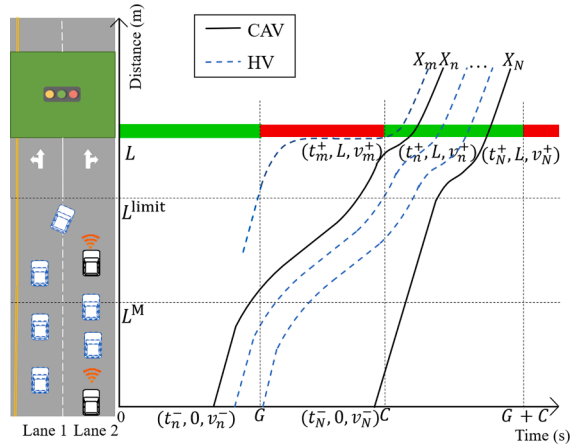 Distance (m)
CAV
HV
X_m X_n ... X_N
L
(t_m^+, L, v_m^+) (t_n^+, L, v_n^+) (t_N^+, L, v_N^+)
L^limit
L^M
0 (t_n^-, 0, v_n^-) G (t_N^-, 0, v_N^-) C G + C
Lane 1 Lane 2
Time (s)